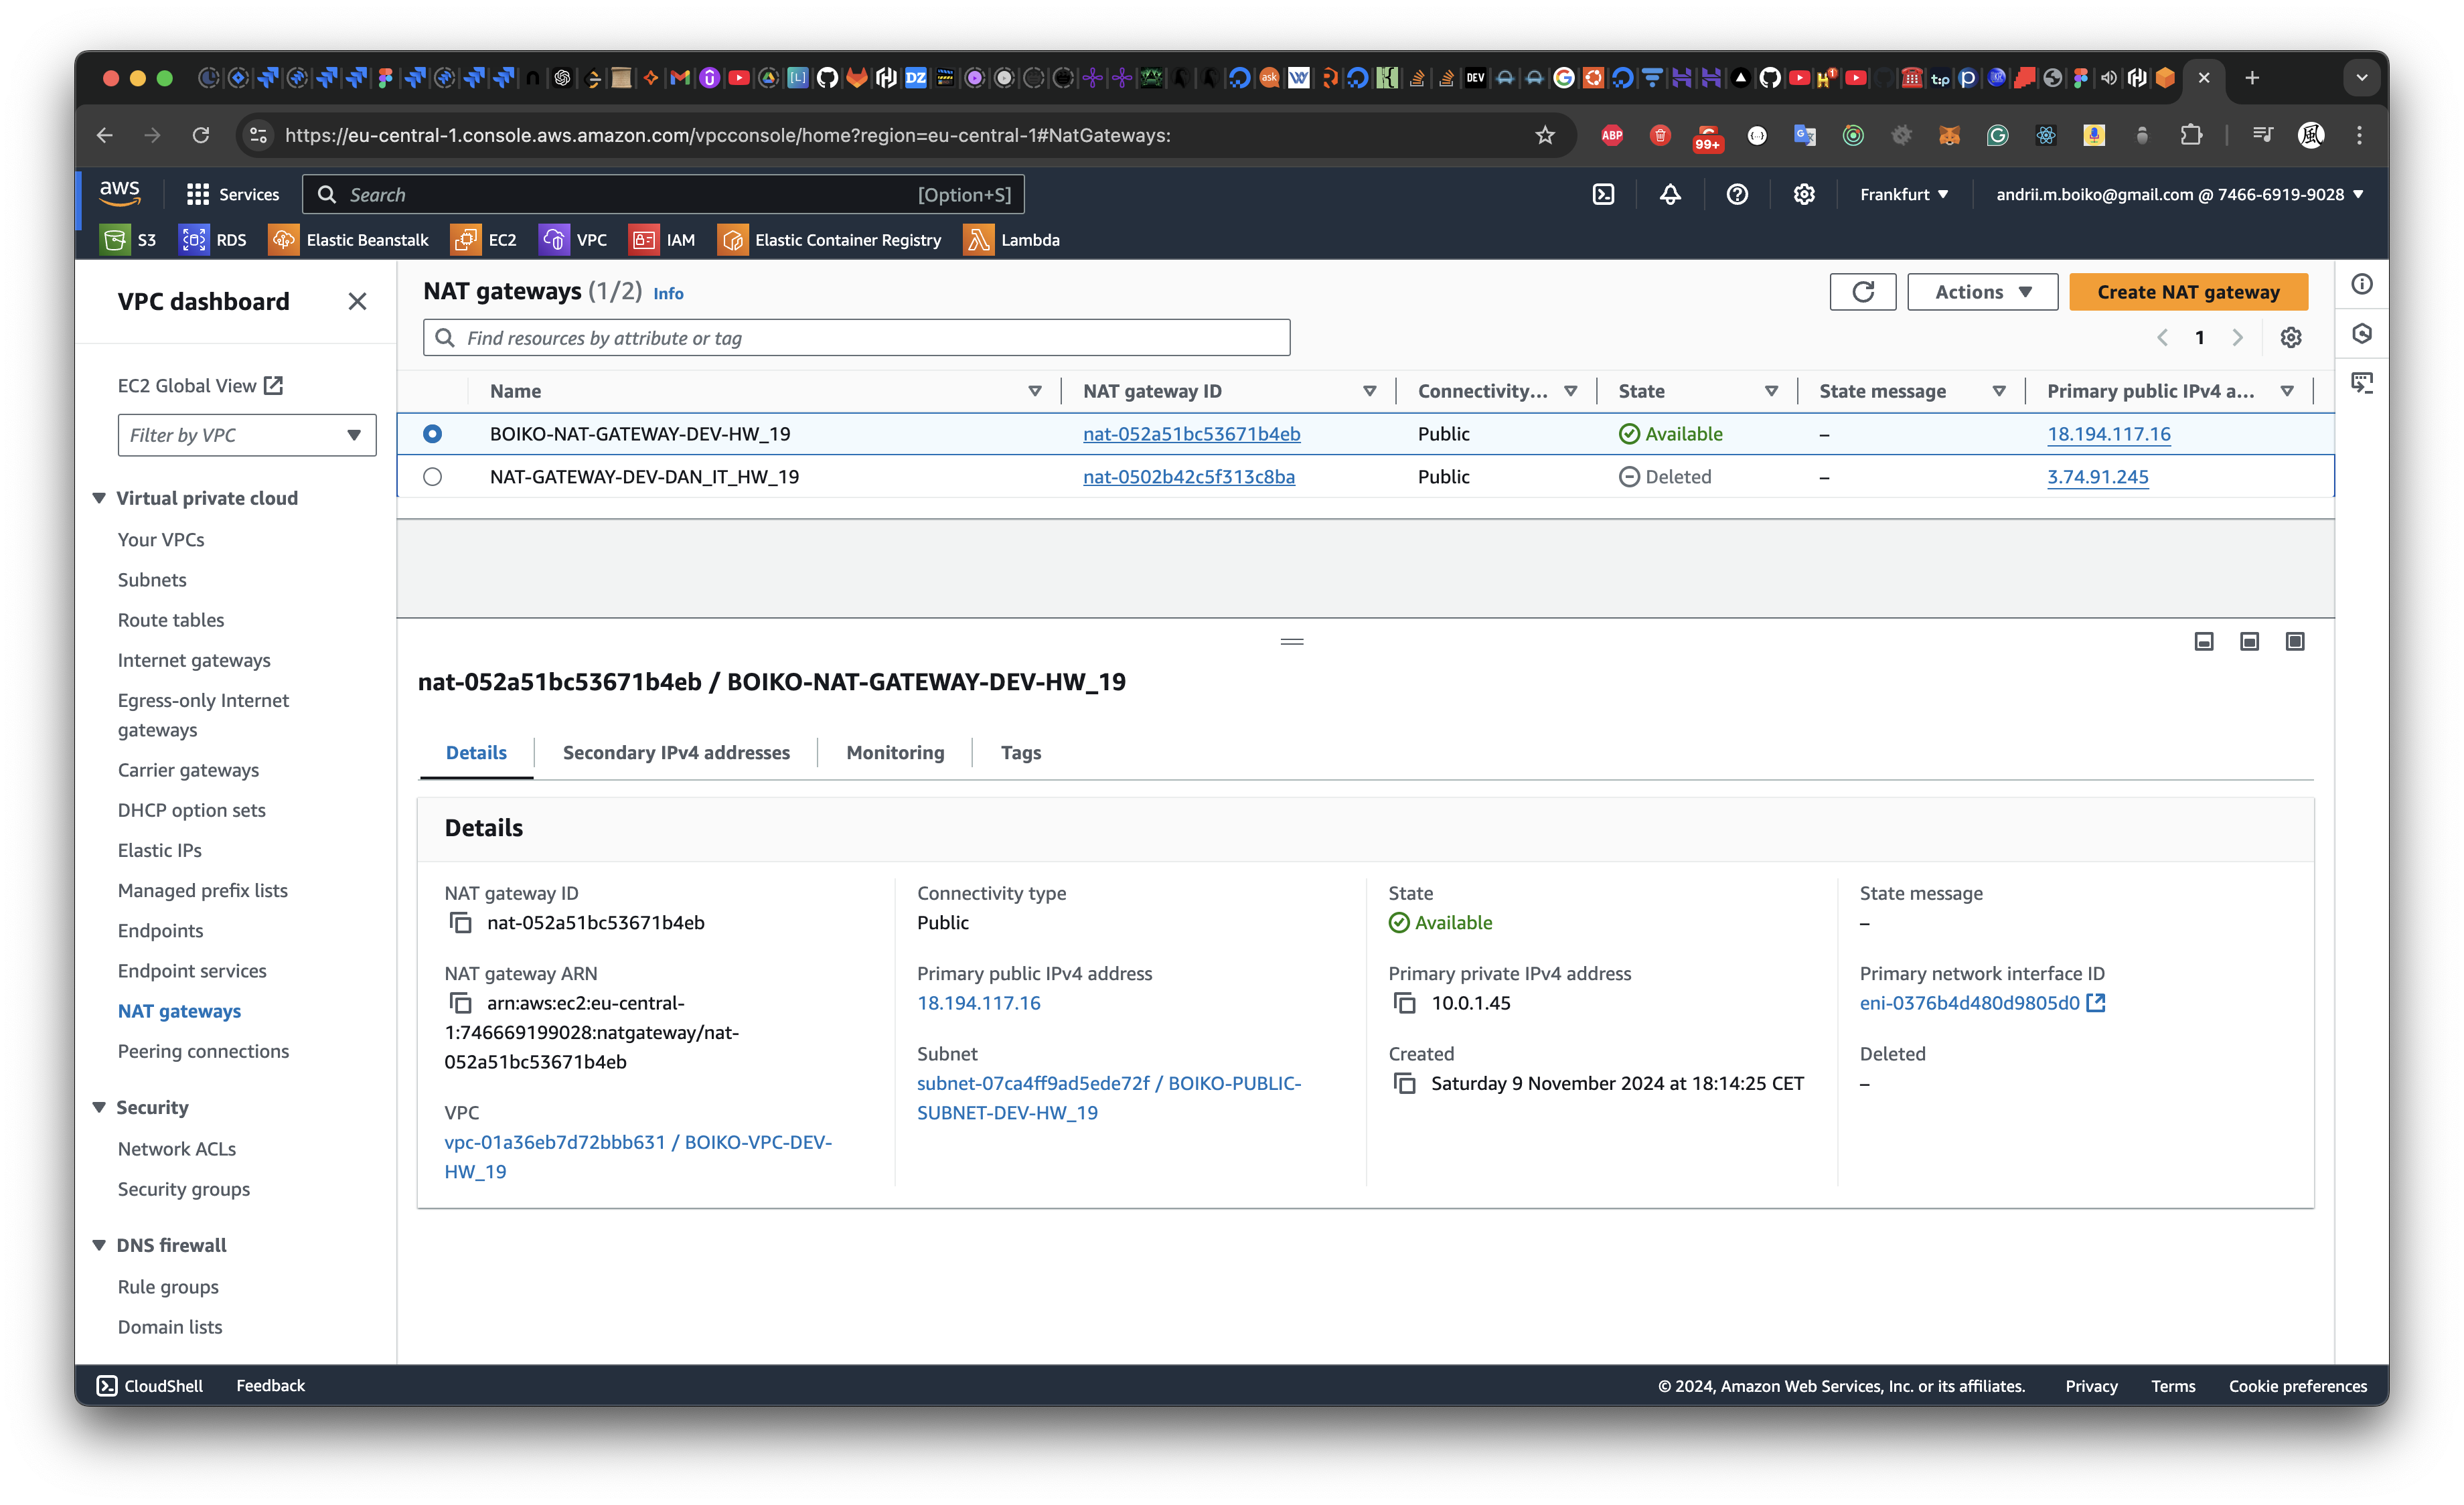 https://eu-central-1.console.aws.amazon.com/vpcconsole/home?region=eu-central-1#NatGateways:
ABP
99+
aws
Services
Search
[Option+S]
Frankfurt
andrii.m.boiko@gmail.com @ 7466-6919-9028
S3
RDS
Elastic Beanstalk
EC2
VPC
IAM
Elastic Container Registry
Lambda
VPC dashboard
EC2 Global View
Filter by VPC
Virtual private cloud
Your VPCs
Subnets
Route tables
Internet gateways
Egress-only Internet
gateways
Carrier gateways
DHCP option sets
Elastic IPs
Managed prefix lists
Endpoints
Endpoint services
NAT gateways
Peering connections
Security
Network ACLs
Security groups
DNS firewall
Rule groups
Domain lists
NAT gateways (1/2) Info
Actions
Create NAT gateway
Find resources by attribute or tag
1
Name
NAT gateway ID
Connectivity...
State
State message
Primary public IPv4 a...
BOIKO-NAT-GATEWAY-DEV-HW_19
nat-052a51bc53671b4eb
Public
Available
–
18.194.117.16
NAT-GATEWAY-DEV-DAN_IT_HW_19
nat-0502b42c5f313c8ba
Public
Deleted
–
3.74.91.245
nat-052a51bc53671b4eb / BOIKO-NAT-GATEWAY-DEV-HW_19
Details
Secondary IPv4 addresses
Monitoring
Tags
Details
NAT gateway ID
nat-052a51bc53671b4eb
Connectivity type
Public
State
Available
State message
–
NAT gateway ARN
arn:aws:ec2:eu-central-
1:746669199028:natgateway/nat-
052a51bc53671b4eb
Primary public IPv4 address
18.194.117.16
Primary private IPv4 address
10.0.1.45
Primary network interface ID
eni-0376b4d480d9805d0
VPC
vpc-01a36eb7d72bbb631 / BOIKO-VPC-DEV-
HW_19
Subnet
subnet-07ca4ff9ad5ede72f / BOIKO-PUBLIC-
SUBNET-DEV-HW_19
Created
Saturday 9 November 2024 at 18:14:25 CET
Deleted
–
CloudShell
Feedback
© 2024, Amazon Web Services, Inc. or its affiliates.
Privacy
Terms
Cookie preferences